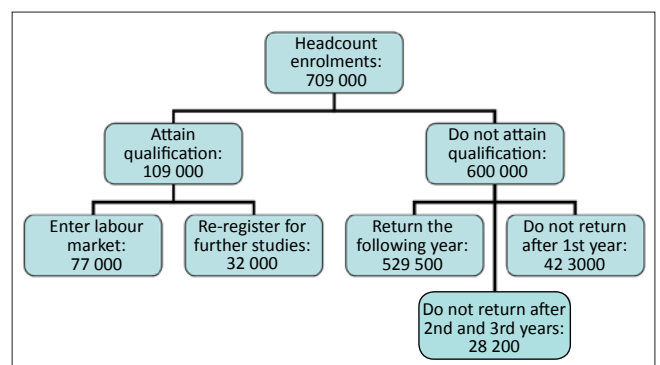 Headcount
enrolments:
709 000
Attain
qualification:
109 000
Do not attain
qualification:
600 000
Enter labour
market:
77 000
Re-register for
further studies:
32 000
Return the
following year:
529 500
Do not return
after 1st year:
42 3000
Do not return after
2nd and 3rd years:
28 200